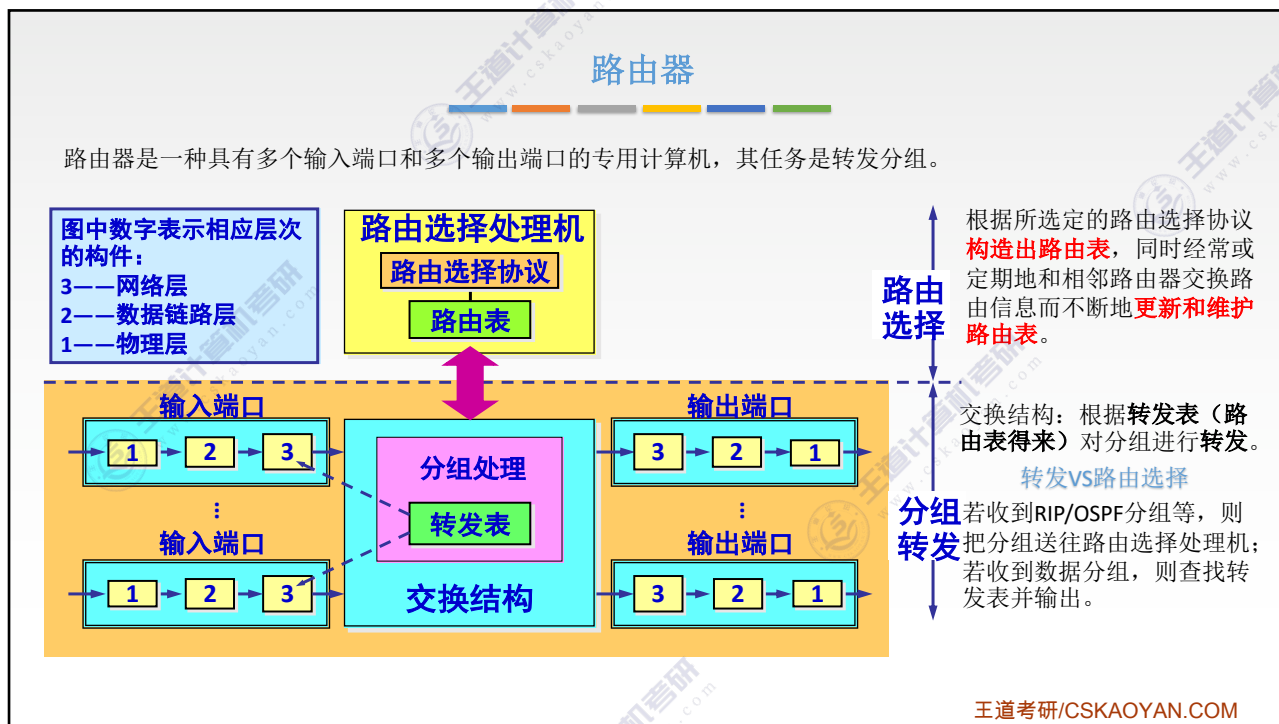 路由器
路由器是一种具有多个输入端口和多个输出端口的专用计算机，其任务是转发分组。
图中数字表示相应层次
的构件：
3——网络层
2——数据链路层
1——物理层
路由选择处理机
路由选择协议
路由表
路由
选择
根据所选定的路由选择协议
构造出路由表，同时经常或
定期地和相邻路由器交换路
由信息而不断地更新和维护
路由表。
输入端口
1 2 3
⋮
输入端口
1 2 3
分组处理
转发表
交换结构
输出端口
3 2 1
⋮
输出端口
3 2 1
分组
转发
交换结构：根据转发表（路
由表得来）对分组进行转发。
转发VS路由选择
若收到RIP/OSPF分组等，则
把分组送往路由选择处理机；
若收到数据分组，则查找转
发表并输出。
王道考研/CSKAOYAN.COM
王道计算机考研
www.cskaoyan.com